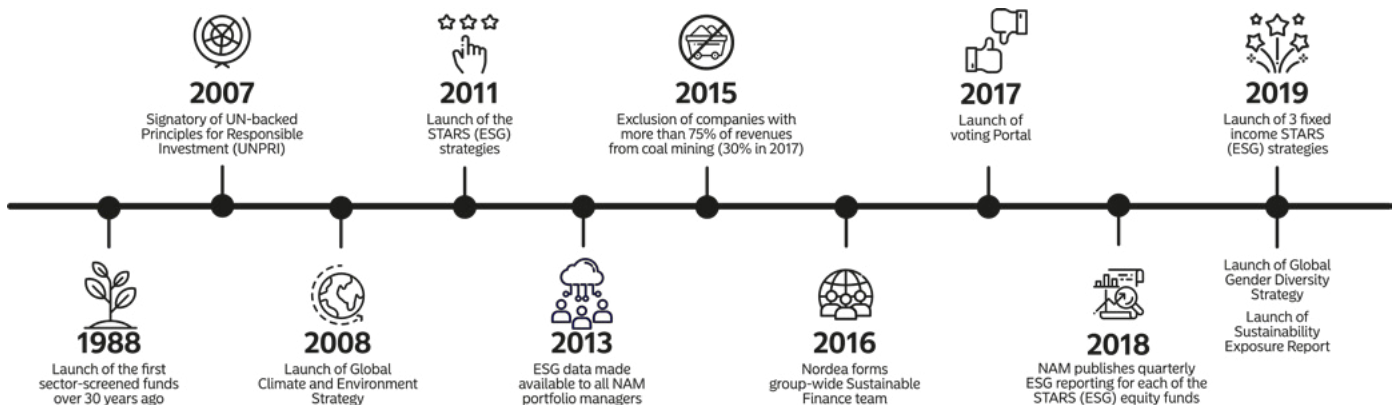 2007
Signatory of UN-backed
Principles for Responsible
Investment (UNPRI)
2011
Launch of the
STARS (ESG)
strategies
2015
Exclusion of companies with
more than 75% of revenues
from coal mining (30% in 2017)
2017
Launch of
voting Portal
2019
Launch of 3 fixed
income STARS
(ESG) strategies
1988
Launch of the first
sector-screened funds
over 30 years ago
2008
Launch of Global
Climate and Environment
Strategy
2013
ESG data made
available to all NAM
portfolio managers
2016
Nordea forms
group-wide Sustainable
Finance team
2018
NAM publishes quarterly
ESG reporting for each of the
STARS (ESG) equity funds
Launch of Global
Gender Diversity
Strategy
Launch of
Sustainability
Exposure Report